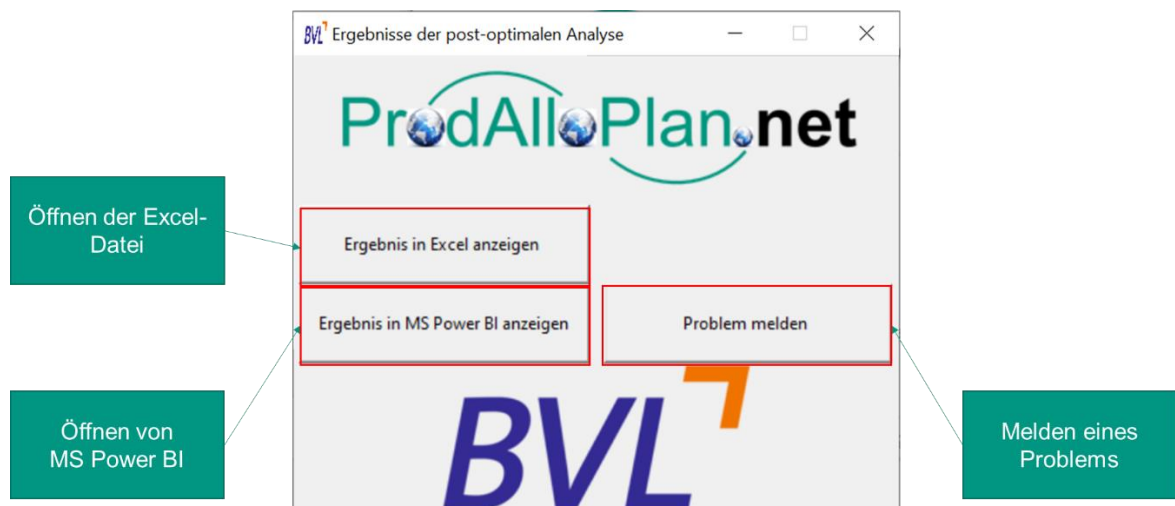 BVL Ergebnisse der post-optimalen Analyse
ProdAlloPlan.net
Öffnen der Excel-
Datei
Ergebnis in Excel anzeigen
Ergebnis in MS Power BI anzeigen
Problem melden
Öffnen von
MS Power BI
BVL
Melden eines
Problems